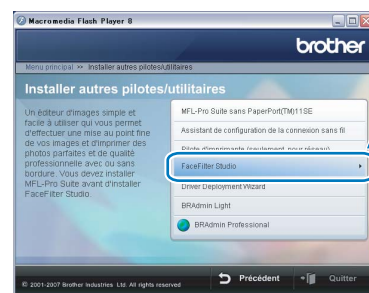 Macromedia Flash Player 8
brother
Menu principal >> Installer autres pilotes/utilitaires
Installer autres pilotes/utilitaires
Un éditeur d'images simple et
facile à utiliser qui vous permet
d'effectuer une mise au point fine
de vos images et d'imprimer des
photos parfaites et de qualité
professionnelle avec ou sans
bordure. Vous devez installer
MFL-Pro Suite avant d'installer
FaceFilter Studio.
MFL-Pro Suite sans PaperPort(TM)11SE
Assistant de configuration de la connexion sans fil
Pilote d'imprimante (seulement, pour réseau)
FaceFilter Studio
Driver Deployment Wizard
BRAdmin Light
BRAdmin Professional
© 2001-2007 Brother Industries Ltd. All rights reserved
Précédent
Quitter